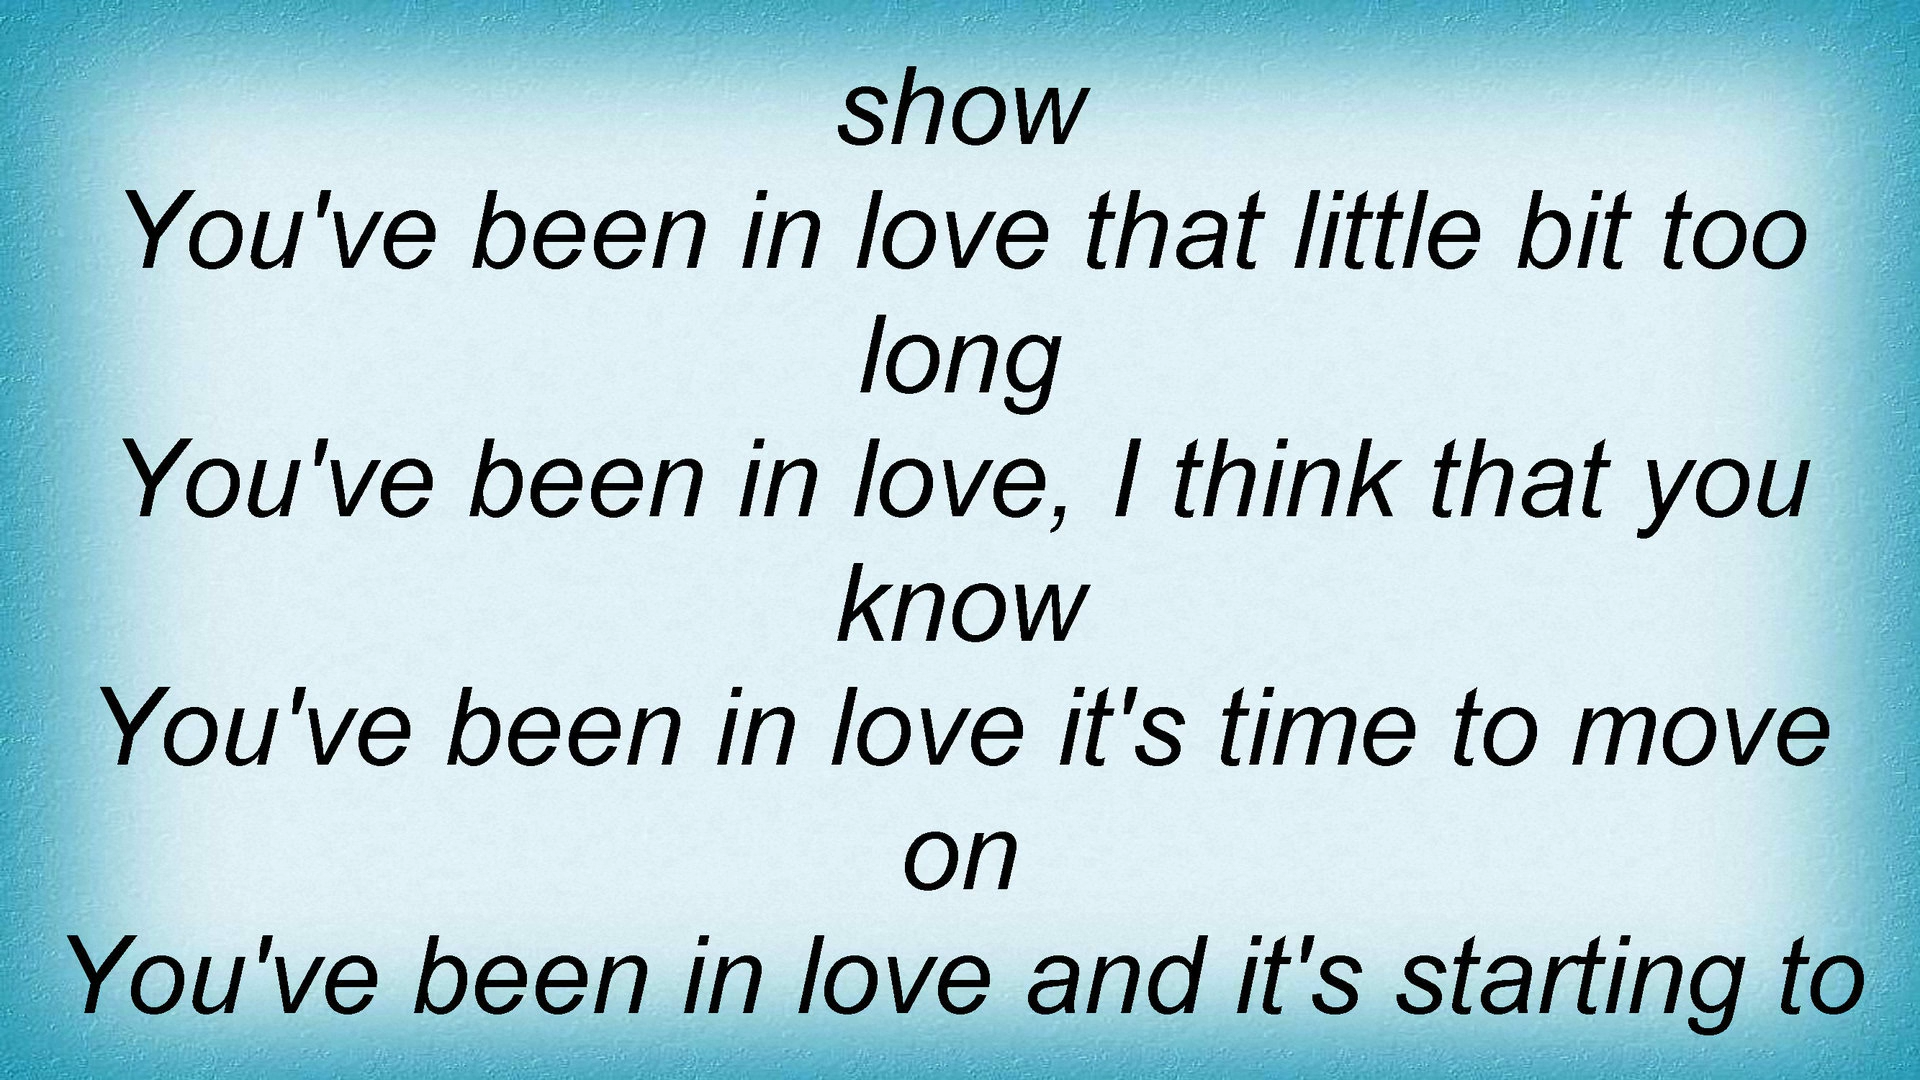 show
You've been in love that little bit too
long
You've been in love, I think that you
know
You've been in love it's time to move
on
You've been in love and it's starting to